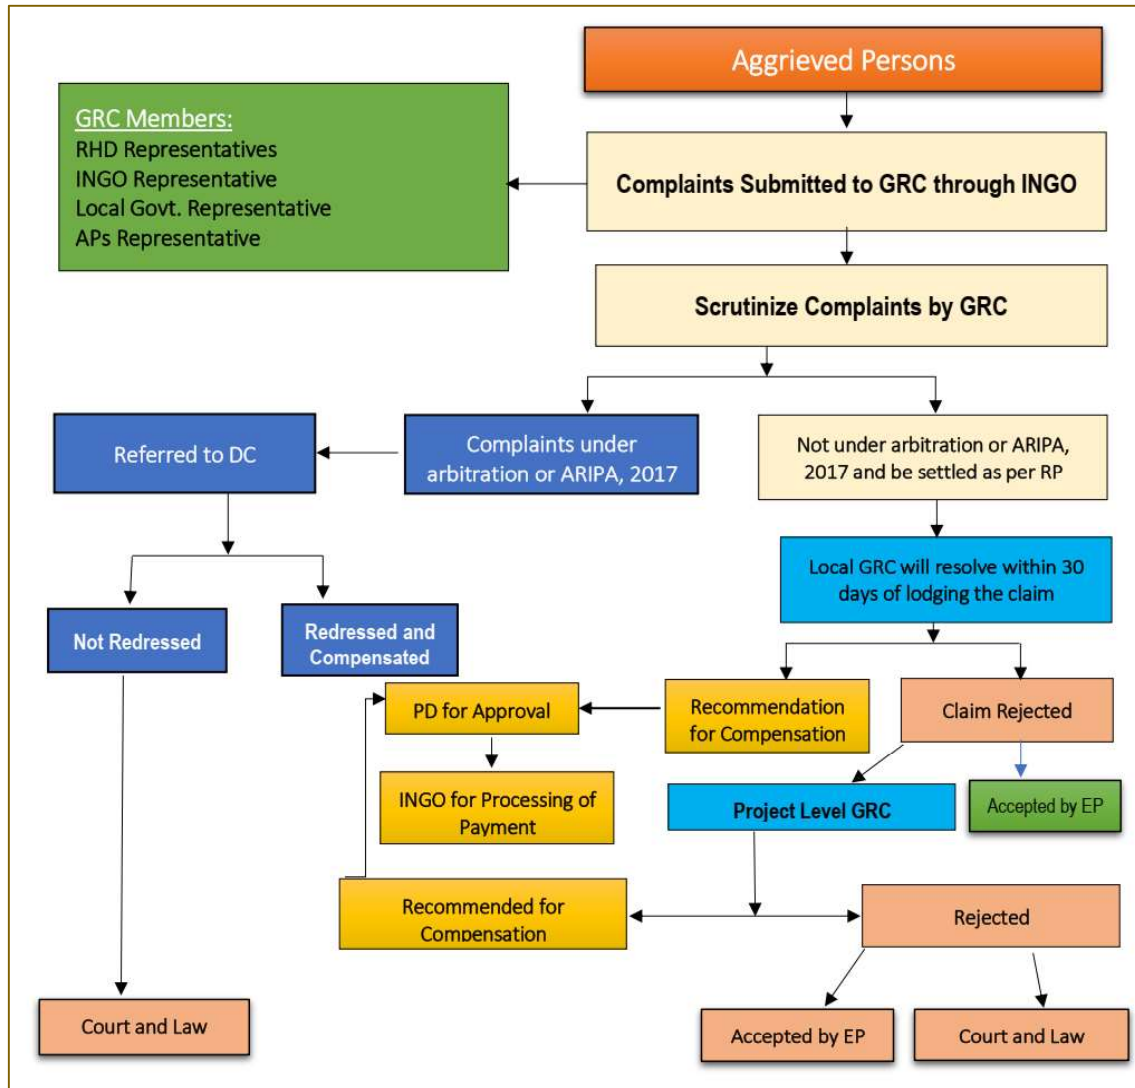 Aggrieved Persons
GRC Members:
RHD Representatives
INGO Representative
Local Govt. Representative
APs Representative
Complaints Submitted to GRC through INGO
Scrutinize Complaints by GRC
Referred to DC
Complaints under
arbitration or ARIPA, 2017
Not under arbitration or ARIPA,
2017 and be settled as per RP
Local GRC will resolve within 30
days of lodging the claim
Not Redressed
Redressed and
Compensated
PD for Approval
Recommendation
for Compensation
Claim Rejected
INGO for Processing of
Payment
Project Level GRC
Accepted by EP
Recommended for
Compensation
Rejected
Court and Law
Accepted by EP
Court and Law